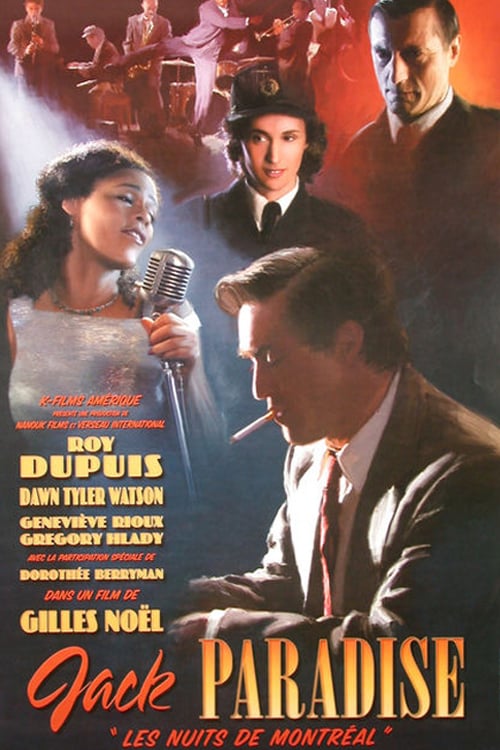 K-FILMS AMÉRIQUE
PRÉSENTE UNE PRODUCTION DE
NANOUK FILMS ET VERSEAU INTERNATIONAL
ROY
DUPUIS
DAWN TYLER WATSON
GENEVIÈVE RIOUX
GREGORY HLADY
AVEC LA PARTICIPATION SPÉCIALE DE
DOROTHÉE BERRYMAN
DANS UN FILM DE
GILLES NOËL
Jack PARADISE
"LES NUITS DE MONTRÉAL"